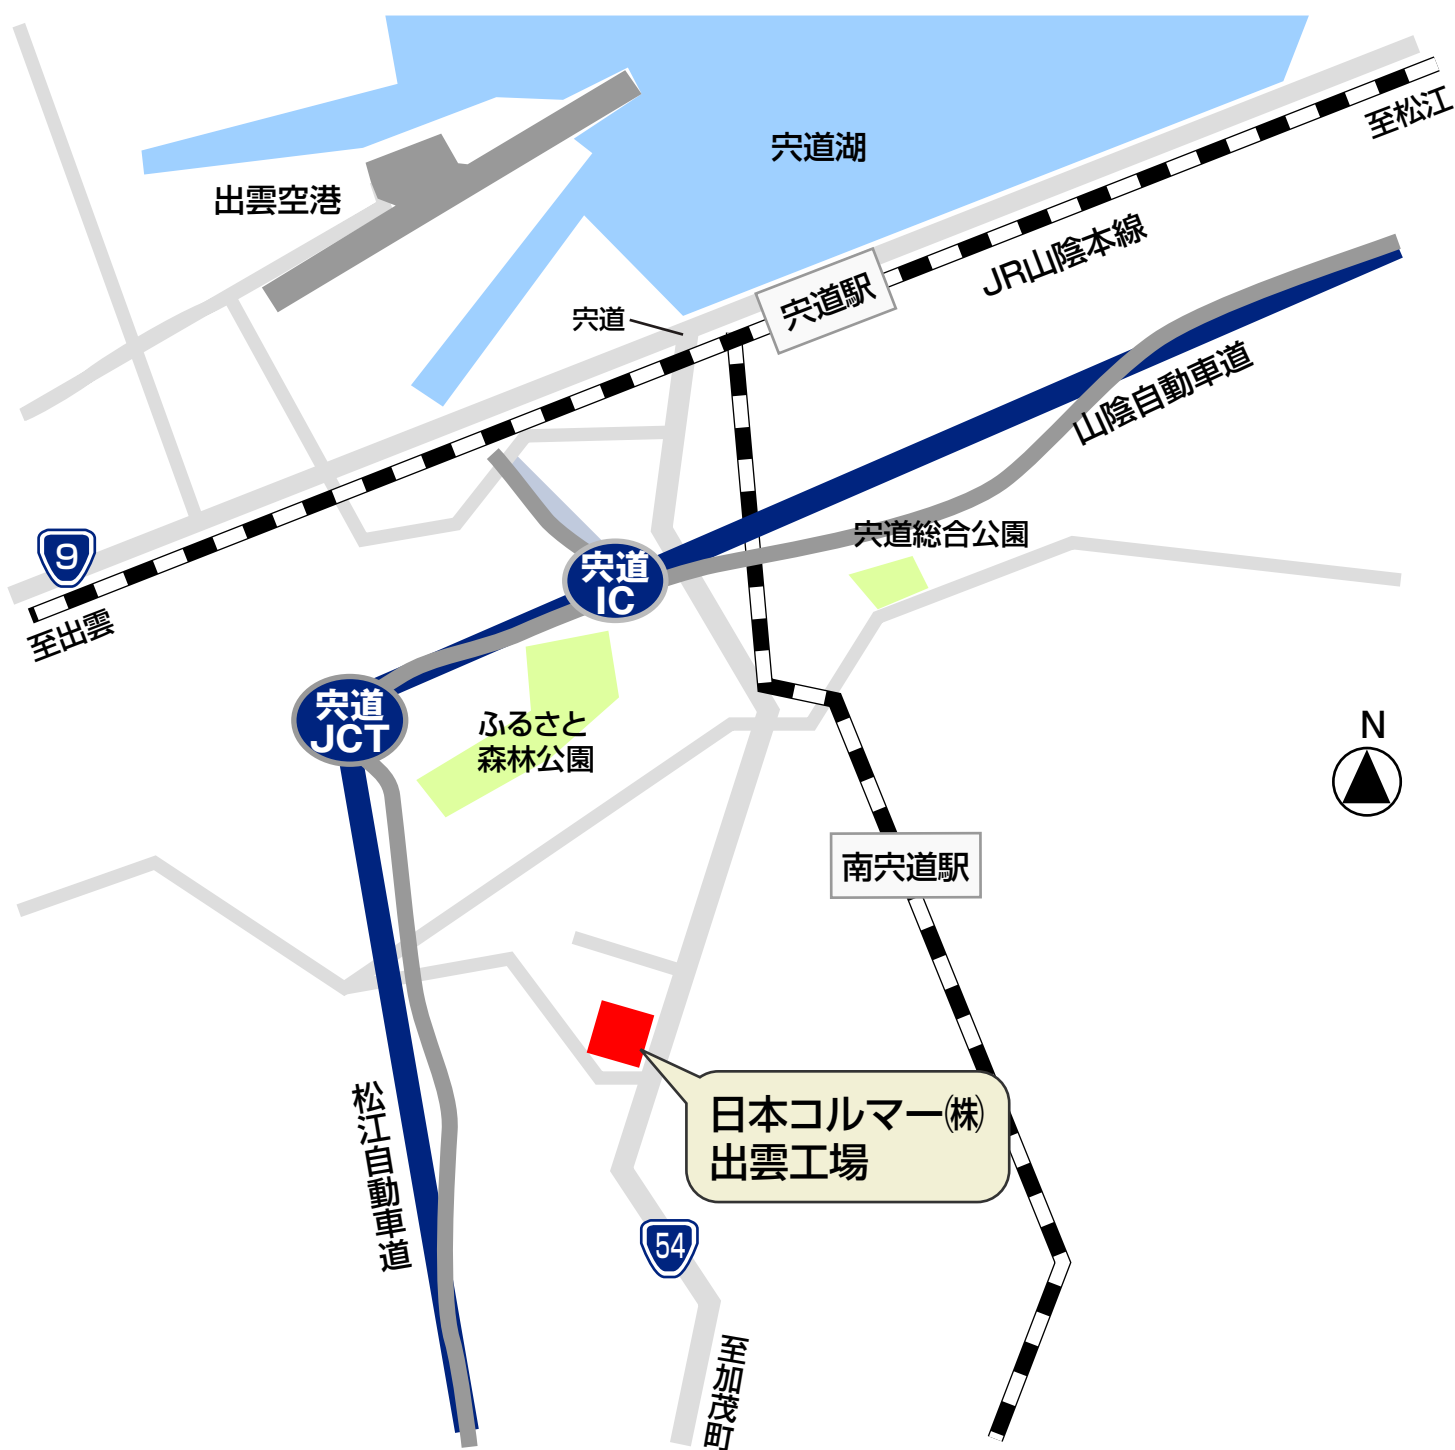 宍道湖
至松江
出雲空港
JR山陰本線
宍道駅
宍道
山陰自動車道
9
宍道総合公園
宍道
IC
至出雲
宍道
JCT
ふるさと
森林公園
N
南宍道駅
日本コルマー㈱
出雲工場
松江自動車道
54
至加茂町